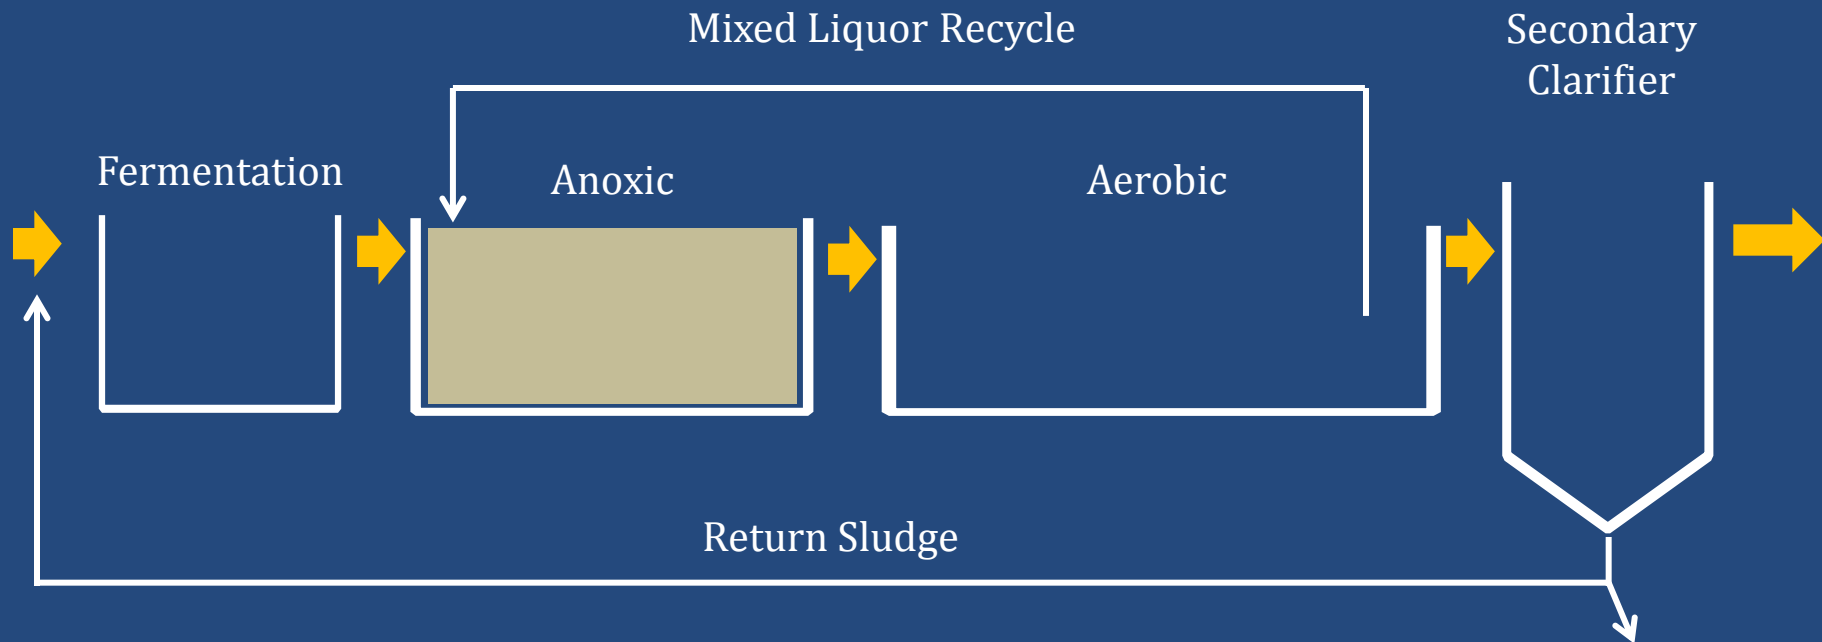 Mixed Liquor Recycle
Secondary
Clarifier
Fermentation
Anoxic
Aerobic
Return Sludge